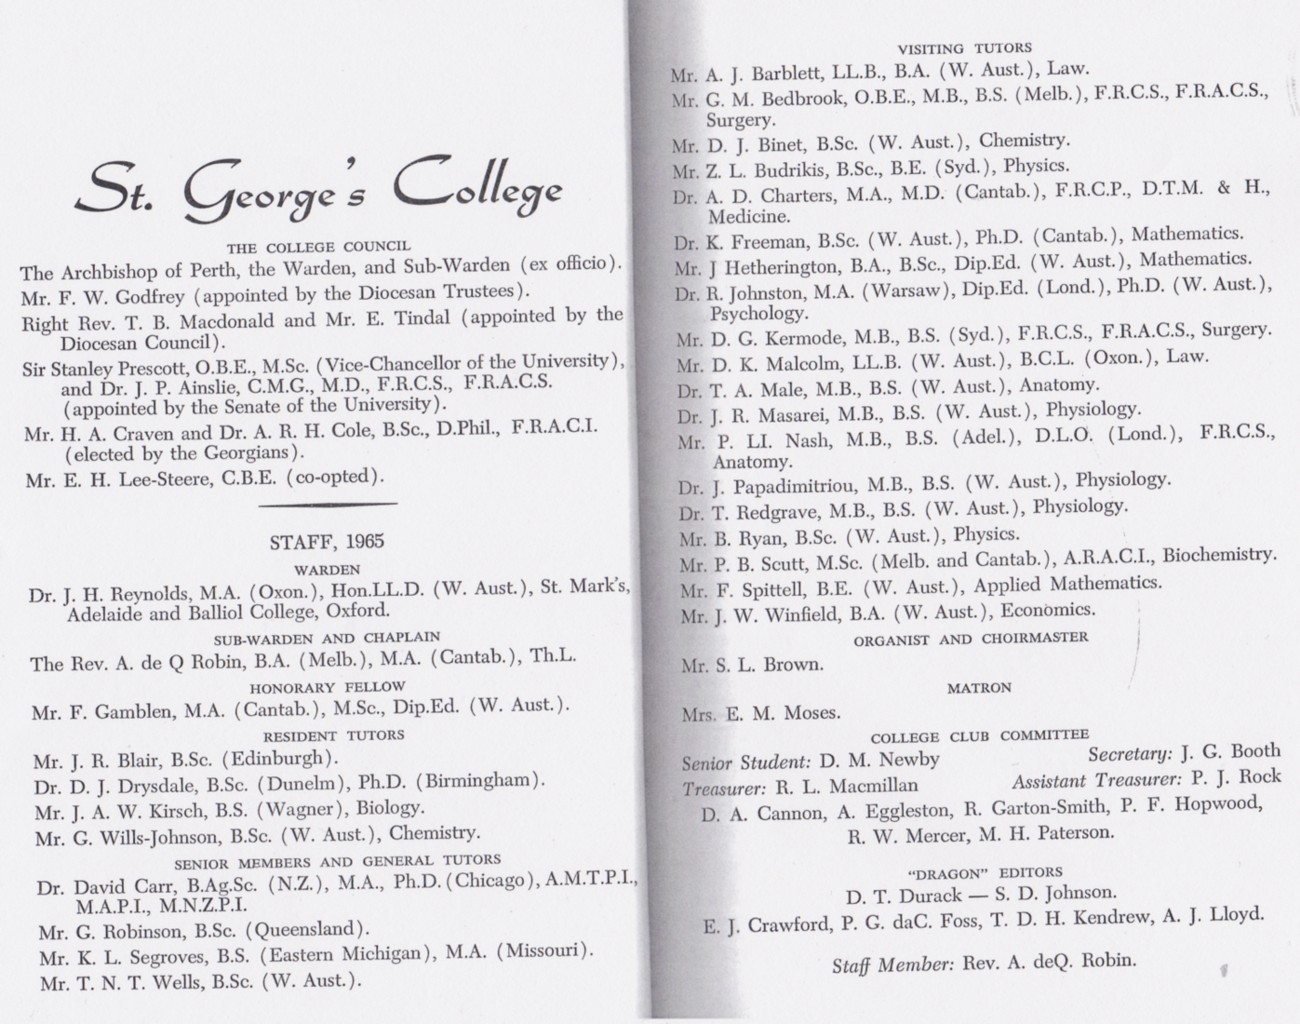 St. George's College
THE COLLEGE COUNCIL
The Archbishop of Perth, the Warden, and Sub-Warden (ex officio).
Mr. F. W. Godfrey (appointed by the Diocesan Trustees).
Right Rev. T. B. Macdonald and Mr. E. Tindal (appointed by the
Diocesan Council).
Sir Stanley Prescott, O.B.E., M.Sc. (Vice-Chancellor of the University),
and Dr. J. P. Ainslie, C.M.G., M.D., F.R.C.S., F.R.A.C.S.
(appointed by the Senate of the University).
Mr. H. A. Craven and Dr. A. R. H. Cole, B.Sc., D.Phil., F.R.A.C.I.
(elected by the Georgians).
Mr. E. H. Lee-Steere, C.B.E. (co-opted).
STAFF, 1965
WARDEN
Dr. J. H. Reynolds, M.A. (Oxon.), Hon.LL.D. (W. Aust.), St. Mark's,
Adelaide and Balliol College, Oxford.
SUB-WARDEN AND CHAPLAIN
The Rev. A. de Q Robin, B.A. (Melb.), M.A. (Cantab.), Th.L.
HONORARY FELLOW
Mr. F. Gamblen, M.A. (Cantab.), M.Sc., Dip.Ed. (W. Aust.).
RESIDENT TUTORS
Mr. J. R. Blair, B.Sc. (Edinburgh).
Dr. D. J. Drysdale, B.Sc. (Dunelm), Ph.D. (Birmingham).
Mr. J. A. W. Kirsch, B.S. (Wagner), Biology.
Mr. G. Wills-Johnson, B.Sc. (W. Aust.), Chemistry.
SENIOR MEMBERS AND GENERAL TUTORS
Dr. David Carr, B.Ag.Sc. (N.Z.), M.A., Ph.D. (Chicago), A.M.T.P.I.,
M.A.P.I., M.N.Z.P.I.
Mr. G. Robinson, B.Sc. (Queensland).
Mr. K. L. Segroves, B.S. (Eastern Michigan), M.A. (Missouri).
Mr. T. N. T. Wells, B.Sc. (W. Aust.).
VISITING TUTORS
Mr. A. J. Barblett, LL.B., B.A. (W. Aust.), Law.
Mr. G. M. Bedbrook, O.B.E., M.B., B.S. (Melb.), F.R.C.S., F.R.A.C.S.,
Surgery.
Mr. D. J. Binet, B.Sc. (W. Aust.), Chemistry.
Mr. Z. L. Budrikis, B.Sc., B.E. (Syd.), Physics.
Dr. A. D. Charters, M.A., M.D. (Cantab.), F.R.C.P., D.T.M. & H.,
Medicine.
Dr. K. Freeman, B.Sc. (W. Aust.), Ph.D. (Cantab.), Mathematics.
Mr. J Hetherington, B.A., B.Sc., Dip.Ed. (W. Aust.), Mathematics.
Dr. R. Johnston, M.A. (Warsaw), Dip.Ed. (Lond.), Ph.D. (W. Aust.),
Psychology.
Mr. D. G. Kermode, M.B., B.S. (Syd.), F.R.C.S., F.R.A.C.S., Surgery.
Mr. D. K. Malcolm, LL.B. (W. Aust.), B.C.L. (Oxon.), Law.
Dr. T. A. Male, M.B., B.S. (W. Aust.), Anatomy.
Dr. J. R. Masarei, M.B., B.S. (W. Aust.), Physiology.
Mr. P. LI. Nash, M.B., B.S. (Adel.), D.L.O. (Lond.), F.R.C.S.,
Anatomy.
Dr. J. Papadimitriou, M.B., B.S. (W. Aust.), Physiology.
Dr. T. Redgrave, M.B., B.S. (W. Aust.), Physiology.
Mr. B. Ryan, B.Sc. (W. Aust.), Physics.
Mr. P. B. Scutt, M.Sc. (Melb. and Cantab.), A.R.A.C.I., Biochemistry.
Mr. F. Spittell, B.E. (W. Aust.), Applied Mathematics.
Mr. J. W. Winfield, B.A. (W. Aust.), Economics.
ORGANIST AND CHOIRMASTER
Mr. S. L. Brown.
MATRON
Mrs. E. M. Moses.
COLLEGE CLUB COMMITTEE
Senior Student: D. M. Newby Secretary: J. G. Booth
Treasurer: R. L. Macmillan Assistant Treasurer: P. J. Rock
D. A. Cannon, A. Eggleston, R. Garton-Smith, P. F. Hopwood,
R. W. Mercer, M. H. Paterson.
"DRAGON" EDITORS
D. T. Durack — S. D. Johnson.
E. J. Crawford, P. G. daC. Foss, T. D. H. Kendrew, A. J. Lloyd.
Staff Member: Rev. A. deQ. Robin.